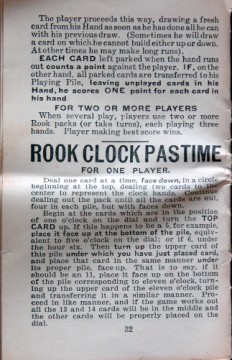 The player proceeds this way, drawing a fresh
card from his Hand as soon as he has done all he can
with his previous draw. (Sometimes he will draw
a card on which he cannot build either up or down.
At other times he may make long runs).
EACH CARD left parked when the hand runs
out counts a point against the player. IF, on the
other hand, all parked cards are transferred to his
Playing Pile, leaving unplayed cards in his
Hand, he scores ONE point for each card in
his hand
FOR TWO OR MORE PLAYERS
When several play, players use two or more
Rook packs (or take turns), each playing three
hands. Player making best score wins.
ROOK CLOCK PASTIME
FOR ONE PLAYER.
Deal one card at a time, face down, in a circle
beginning at the top, dealing two cards to the
center to represent the clock hands. Continue
dealing out the pack until all the cards are out,
four in each pile, but with faces down.
Begin at the cards which are in the position
of one o'clock on the dial and turn the TOP
CARD up. If this happens to be a 5, for example,
place it face up at the bottom of the pile, equiv-
alent to five o'clock on the dial; or if 6, under
the hour six. Then turn up the upper card of
this pile under which you have just placed card,
and place that card in the same manner under
its proper pile, face up. That is to say, if it
should be an 11, place it face up on the bottom
of the pile corresponding to eleven o'clock, turn-
ing up the upper card of the eleven o'clock pile
and transferring it in a similar manner. Pro-
ceed in like manner, and if the game works out
all the 13 and 14 cards will be in the middle and
the other cards will be properly placed on the
dial.
32